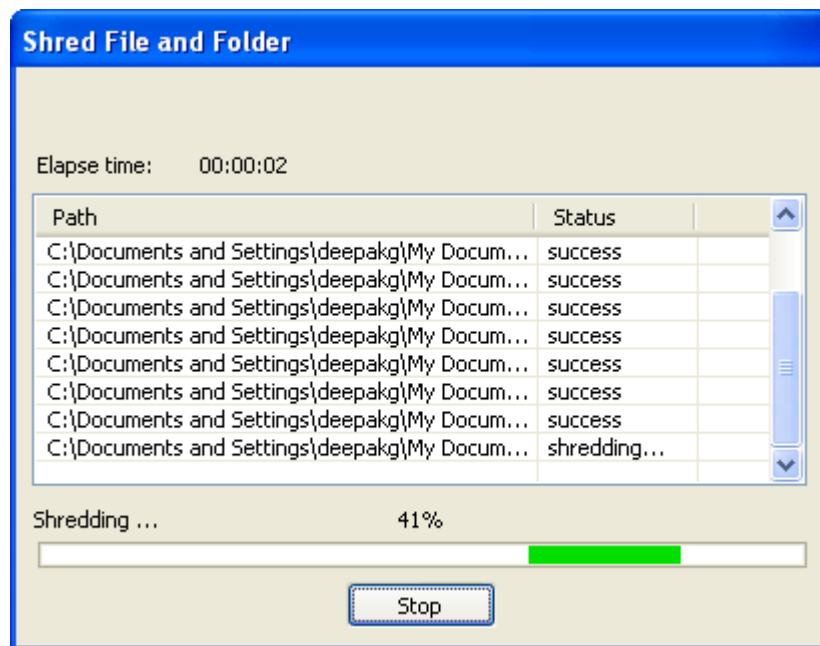 Shred File and Folder
Elapse time: 00:00:02
Path Status
C:\Documents and Settings\deepakg\My Docum... success
C:\Documents and Settings\deepakg\My Docum... success
C:\Documents and Settings\deepakg\My Docum... success
C:\Documents and Settings\deepakg\My Docum... success
C:\Documents and Settings\deepakg\My Docum... success
C:\Documents and Settings\deepakg\My Docum... success
C:\Documents and Settings\deepakg\My Docum... success
C:\Documents and Settings\deepakg\My Docum... shredding...
Shredding ... 41%
Stop